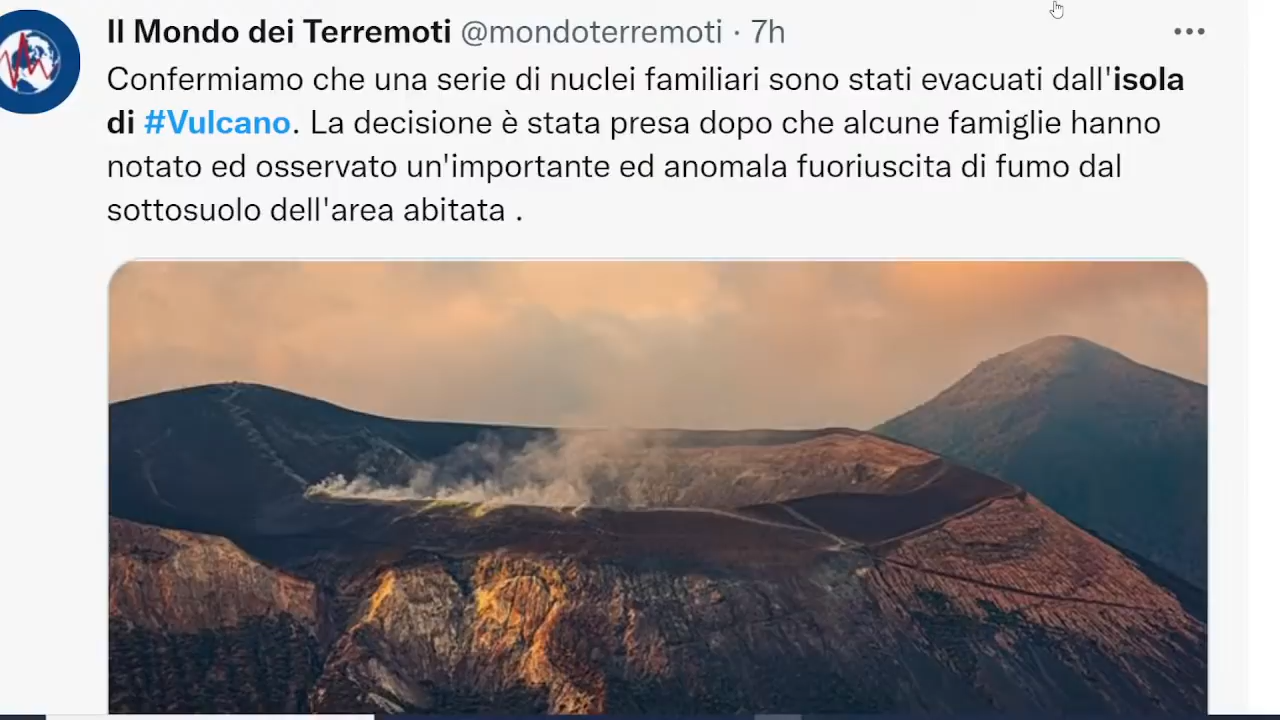 Il Mondo dei Terremoti @mondoterremoti · 7h
Confermiamo che una serie di nuclei familiari sono stati evacuati dall'isola
di #Vulcano. La decisione è stata presa dopo che alcune famiglie hanno
notato ed osservato un'importante ed anomala fuoriuscita di fumo dal
sottosuolo dell'area abitata .